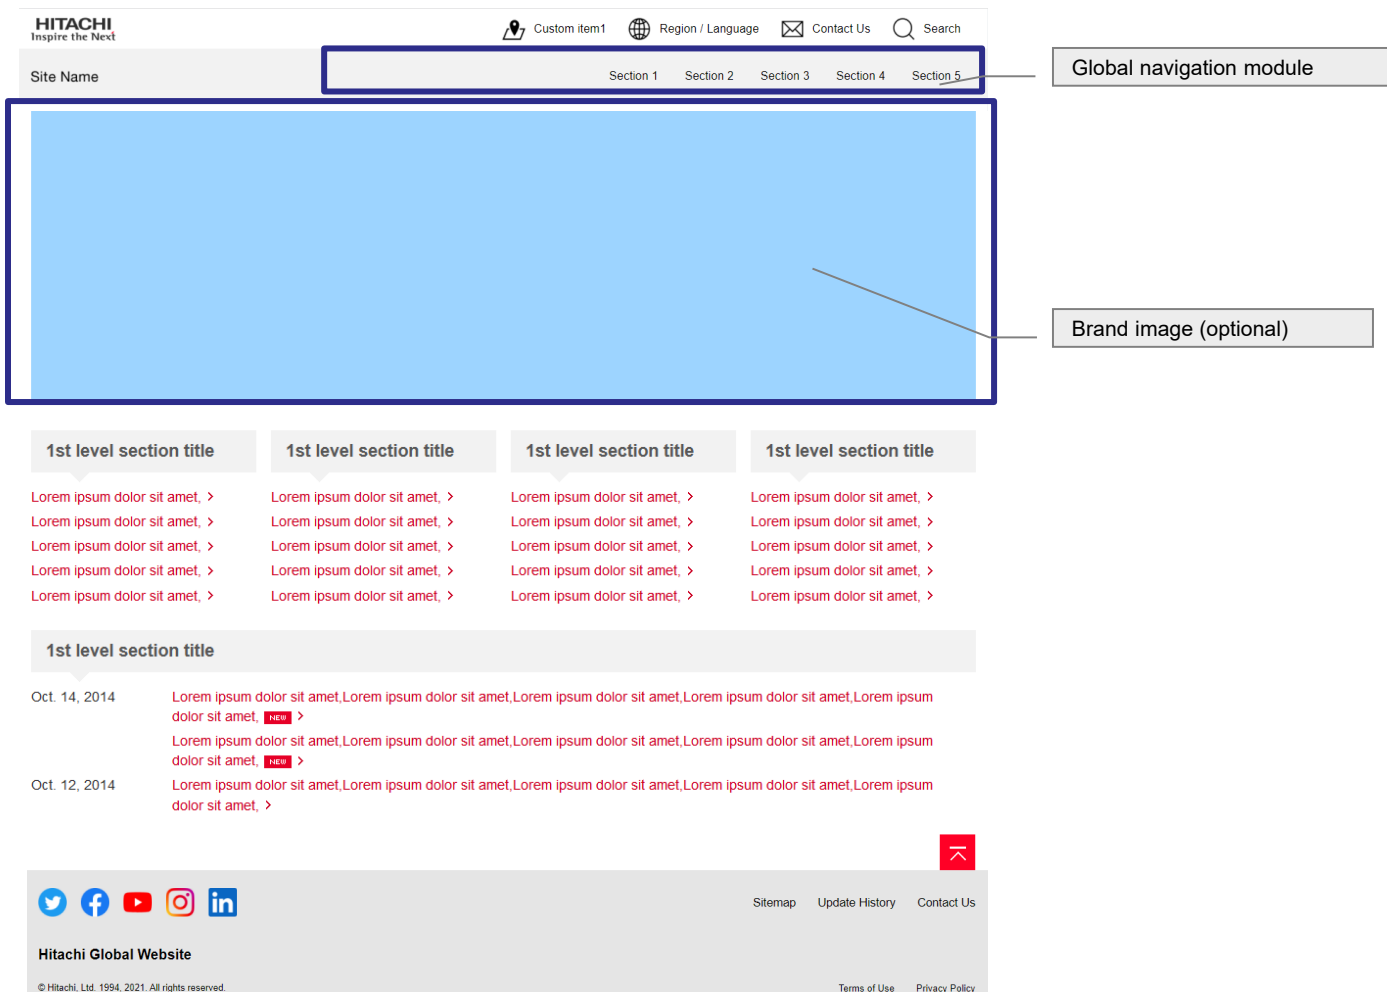 HITACHI
Inspire the Next
Custom item1 Region / Language Contact Us Search
Site Name
Section 1 Section 2 Section 3 Section 4 Section 5
Global navigation module
Brand image (optional)
1st level section title 1st level section title 1st level section title 1st level section title
Lorem ipsum dolor sit amet, Lorem ipsum dolor sit amet, Lorem ipsum dolor sit amet, Lorem ipsum dolor sit amet,
Lorem ipsum dolor sit amet, Lorem ipsum dolor sit amet, Lorem ipsum dolor sit amet, Lorem ipsum dolor sit amet,
Lorem ipsum dolor sit amet, Lorem ipsum dolor sit amet, Lorem ipsum dolor sit amet, Lorem ipsum dolor sit amet,
Lorem ipsum dolor sit amet, Lorem ipsum dolor sit amet, Lorem ipsum dolor sit amet, Lorem ipsum dolor sit amet,
Lorem ipsum dolor sit amet, Lorem ipsum dolor sit amet, Lorem ipsum dolor sit amet, Lorem ipsum dolor sit amet,
1st level section title
Oct. 14, 2014 Lorem ipsum dolor sit amet,Lorem ipsum dolor sit amet,Lorem ipsum dolor sit amet,Lorem ipsum dolor sit amet,Lorem ipsum
dolor sit amet, NEW
Lorem ipsum dolor sit amet,Lorem ipsum dolor sit amet,Lorem ipsum dolor sit amet,Lorem ipsum dolor sit amet,Lorem ipsum
dolor sit amet, NEW
Oct. 12, 2014 Lorem ipsum dolor sit amet,Lorem ipsum dolor sit amet,Lorem ipsum dolor sit amet,Lorem ipsum dolor sit amet,Lorem ipsum
dolor sit amet,
in
Sitemap Update History Contact Us
Hitachi Global Website
© Hitachi, Ltd. 1994, 2021. All rights reserved.
Terms of Use Privacy Policy